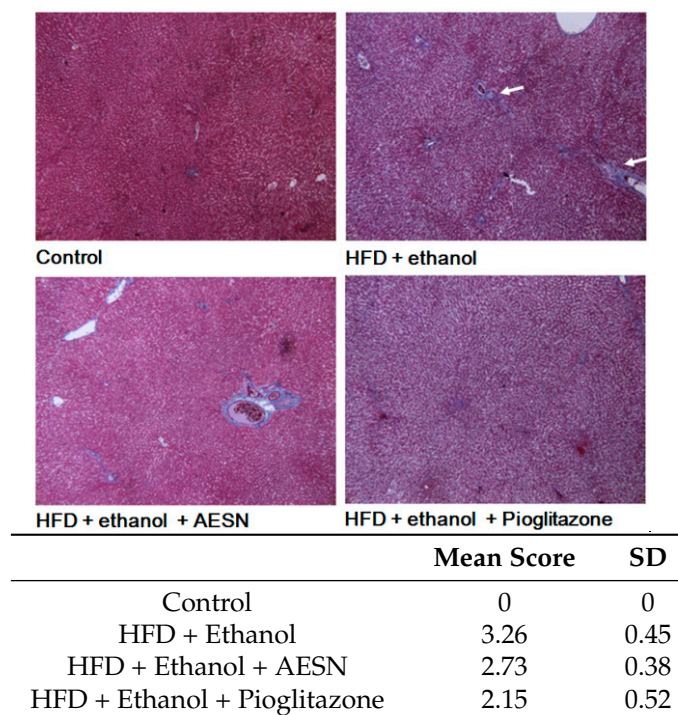 Control
HFD + ethanol
HFD + ethanol + AESN
HFD + ethanol + Pioglitazone
Mean Score SD
Control 0 0
HFD + Ethanol 3.26 0.45
HFD + Ethanol + AESN 2.73 0.38
HFD + Ethanol + Pioglitazone 2.15 0.52